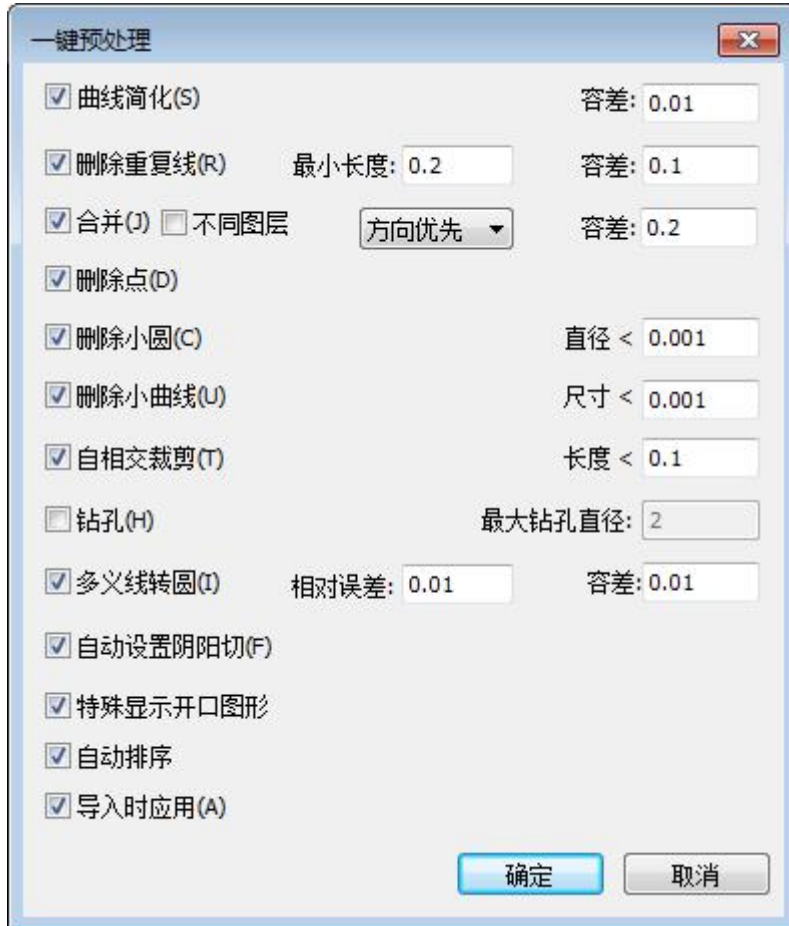 一键预处理
曲线简化(S) 容差: 0.01
删除重复线(R) 最小长度: 0.2 容差: 0.1
合并(J) 不同图层 方向优先 容差: 0.2
删除点(D)
删除小圆(C) 直径 < 0.001
删除小曲线(U) 尺寸 < 0.001
自相交裁剪(T) 长度 < 0.1
钻孔(H) 最大钻孔直径: 2
多义线转圆(I) 相对误差: 0.01 容差: 0.01
自动设置阴阳切(F)
特殊显示开口图形
自动排序
导入时应用(A)
确定 取消